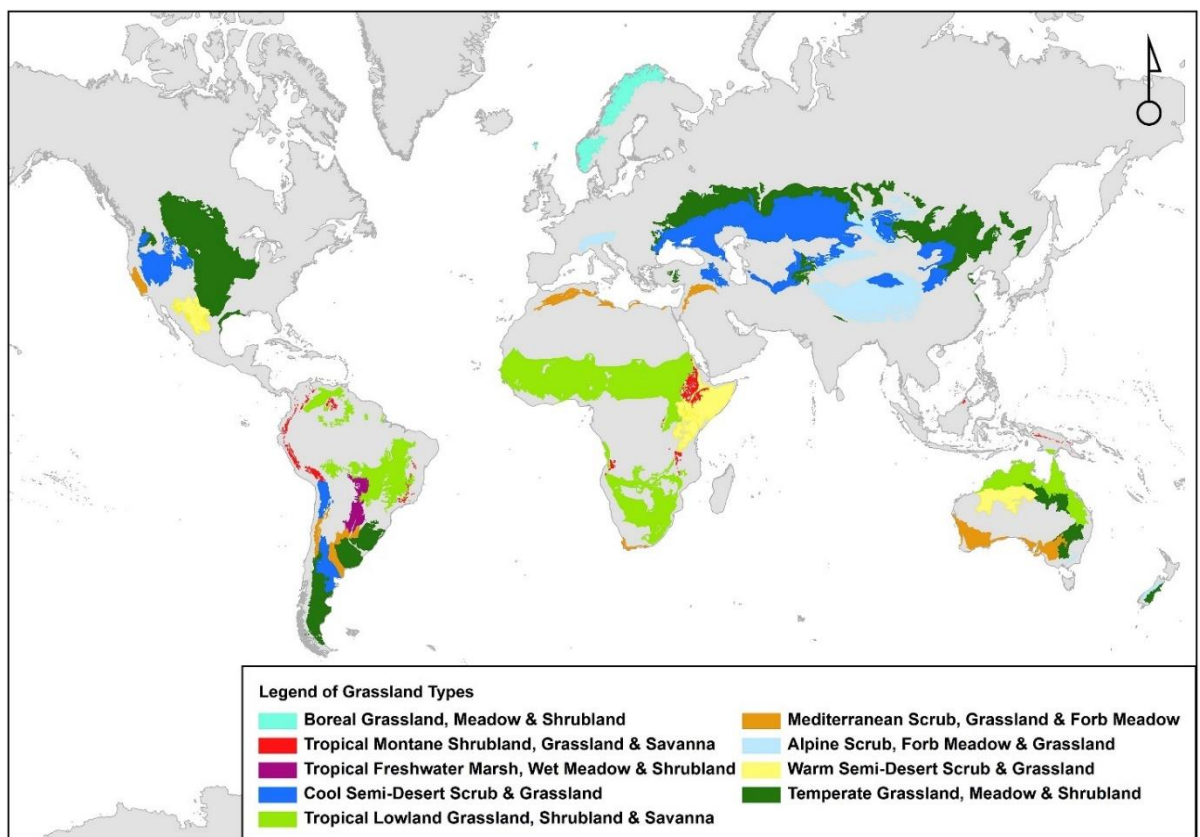 Legend of Grassland Types
Boreal Grassland, Meadow & Shrubland
Tropical Montane Shrubland, Grassland & Savanna
Tropical Freshwater Marsh, Wet Meadow & Shrubland
Cool Semi-Desert Scrub & Grassland
Tropical Lowland Grassland, Shrubland & Savanna
Mediterranean Scrub, Grassland & Forb Meadow
Alpine Scrub, Forb Meadow & Grassland
Warm Semi-Desert Scrub & Grassland
Temperate Grassland, Meadow & Shrubland